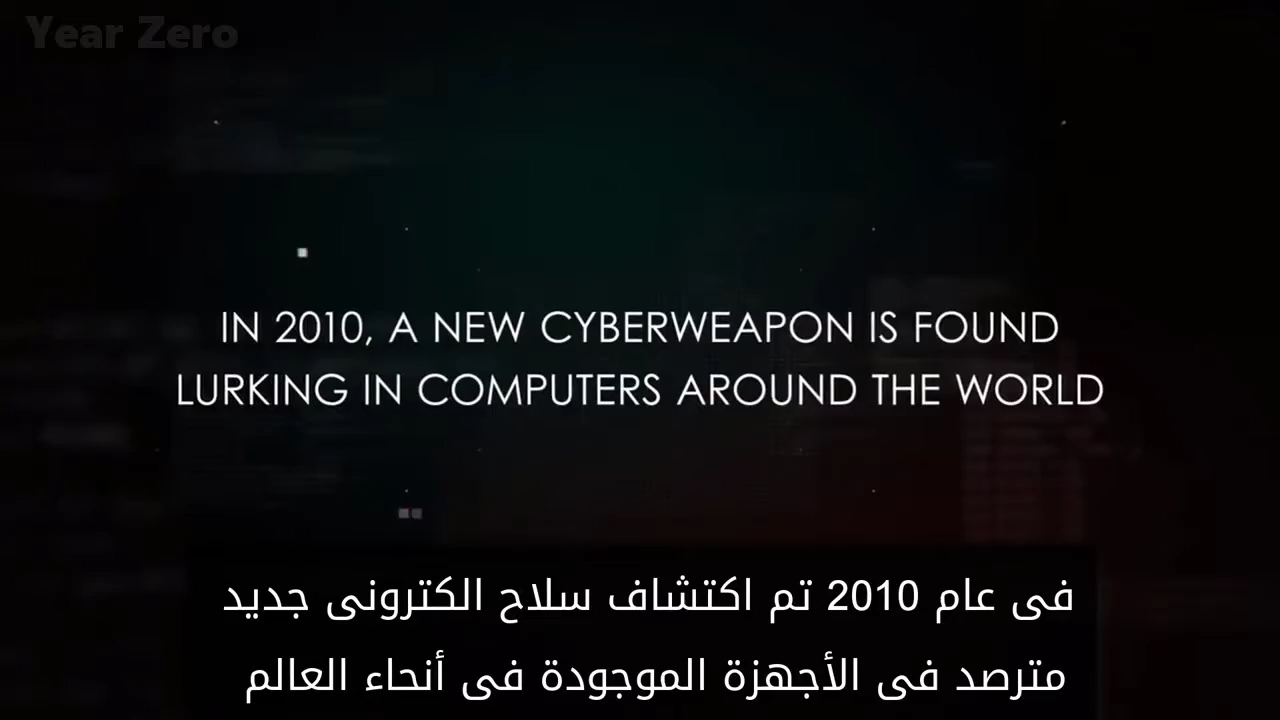 Year Zero
IN 2010, A NEW CYBERWEAPON IS FOUND
LURKING IN COMPUTERS AROUND THE WORLD
فى عام 2010 تم اكتشاف سلاح الكترونى جديد
مترصد فى الأجهزة الموجودة فى أنحاء العالم